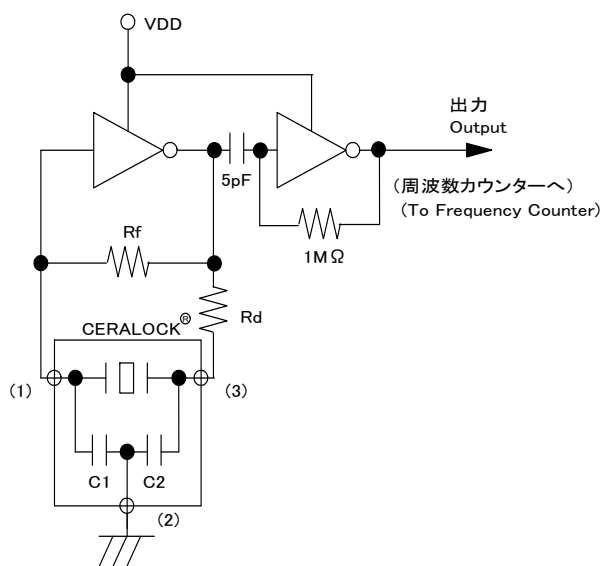 VDD
出力
Output
5pF
(周波数カウンターへ)
(To Frequency Counter)
Rf
1MΩ
Rd
CERALOCK®
(1)
(3)
C1
C2
(2)